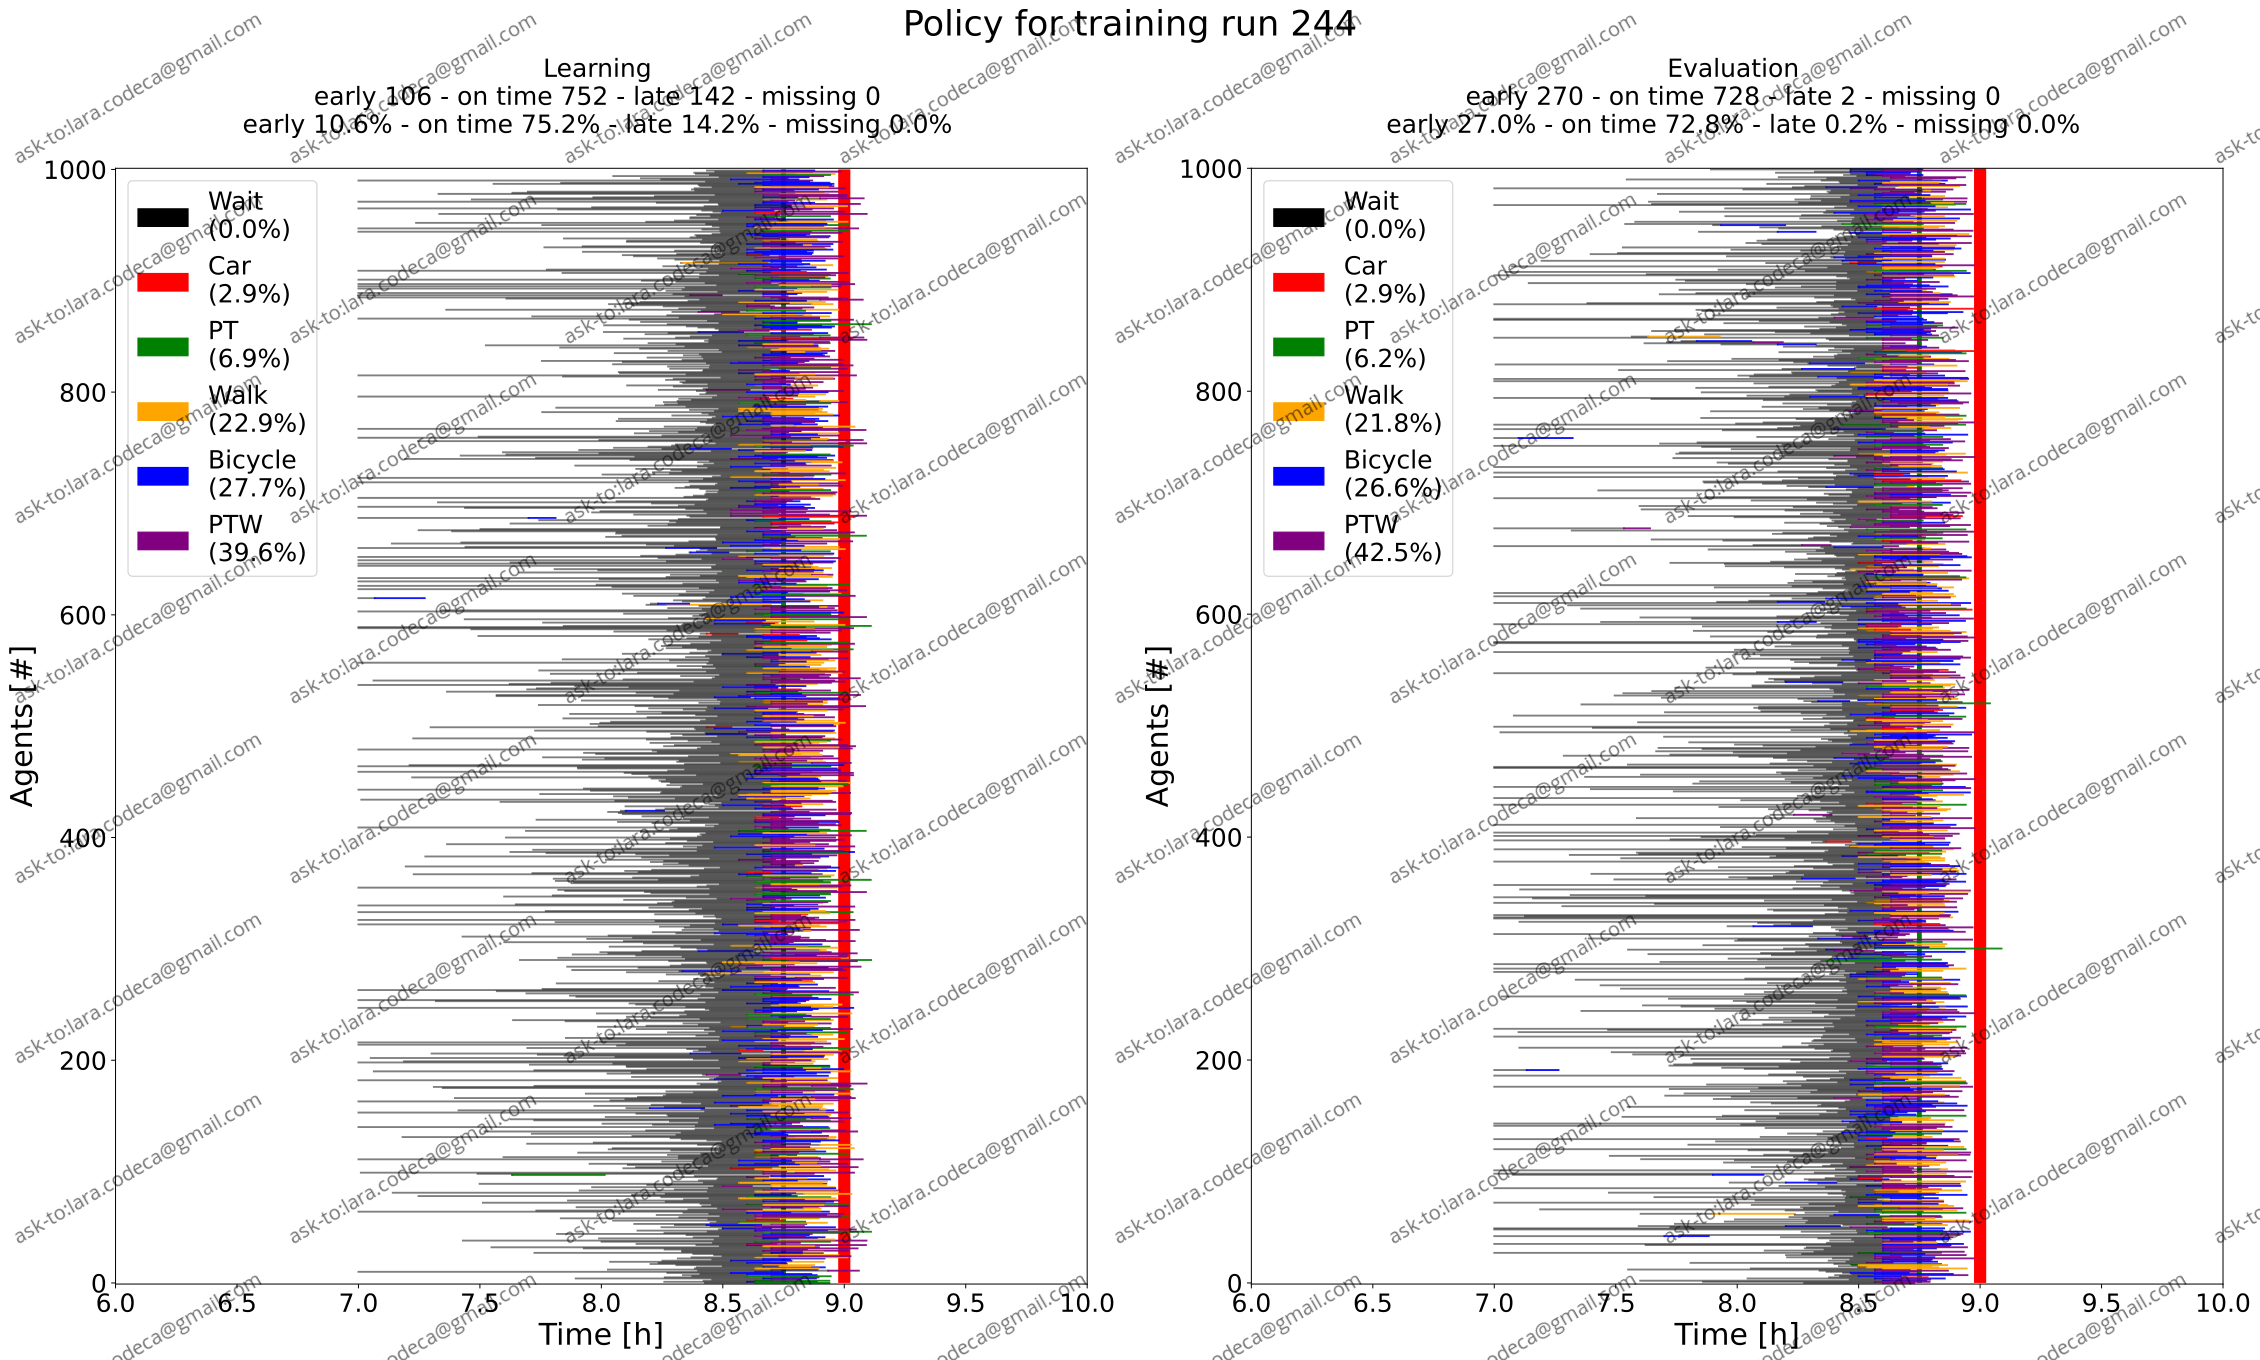 Policy for training run 244
Learning
early 106 - on time 752 - late 142 - missing 0
early 10.6% - on time 75.2% - late 14.2% - missing 0.0%
Wait
(0.0%)
Car
(2.9%)
PT
(6.9%)
Walk
(22.9%)
Bicycle
(27.7%)
PTW
(39.6%)
1000
800
600
400
200
0
Agents [#]
6.0 6.5 7.0 7.5 8.0 8.5 9.0 9.5 10.0
Time [h]
Evaluation
early 270 - on time 728 - late 2 - missing 0
early 27.0% - on time 72.8% - late 0.2% - missing 0.0%
Wait
(0.0%)
Car
(2.9%)
PT
(6.2%)
Walk
(21.8%)
Bicycle
(26.6%)
PTW
(42.5%)
1000
800
600
400
200
0
Agents [#]
6.0 6.5 7.0 7.5 8.0 8.5 9.0 9.5 10.0
Time [h]
ask-to:lara.codeca@gmail.com